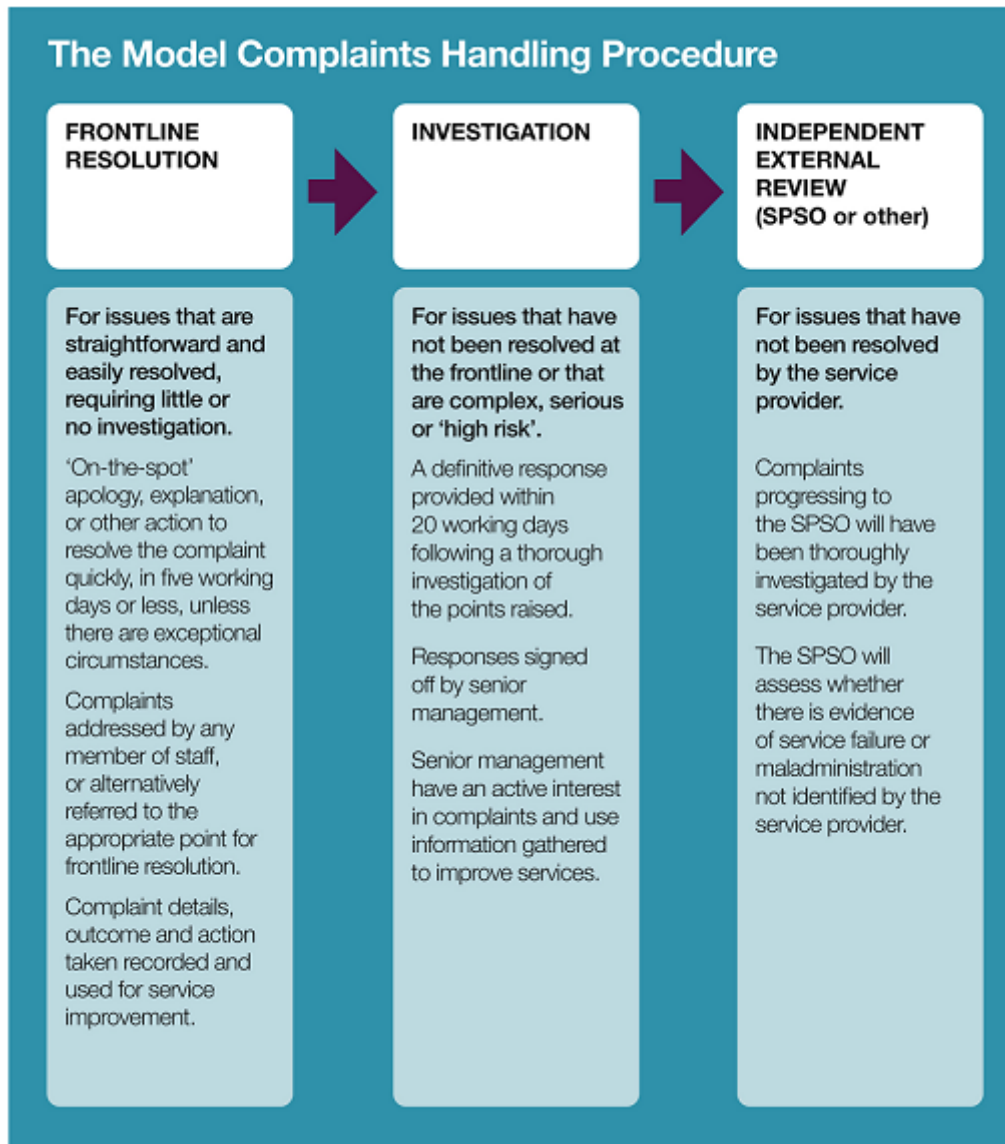 The Model Complaints Handling Procedure
FRONTLINE
RESOLUTION
For issues that are
straightforward and
easily resolved,
requiring little or
no investigation.
‘On-the-spot’
apology, explanation,
or other action to
resolve the complaint
quickly, in five working
days or less, unless
there are exceptional
circumstances.
Complaints
addressed by any
member of staff,
or alternatively
referred to the
appropriate point for
frontline resolution.
Complaint details,
outcome and action
taken recorded and
used for service
improvement.
INVESTIGATION
For issues that have
not been resolved at
the frontline or that
are complex, serious
or ‘high risk’.
A definitive response
provided within
20 working days
following a thorough
investigation of
the points raised.
Responses signed
off by senior
management.
Senior management
have an active interest
in complaints and use
information gathered
to improve services.
INDEPENDENT
EXTERNAL
REVIEW
(SPSO or other)
For issues that have
not been resolved
by the service
provider.
Complaints
progressing to
the SPSO will have
been thoroughly
investigated by the
service provider.
The SPSO will
assess whether
there is evidence
of service failure or
maladministration
not identified by the
service provider.